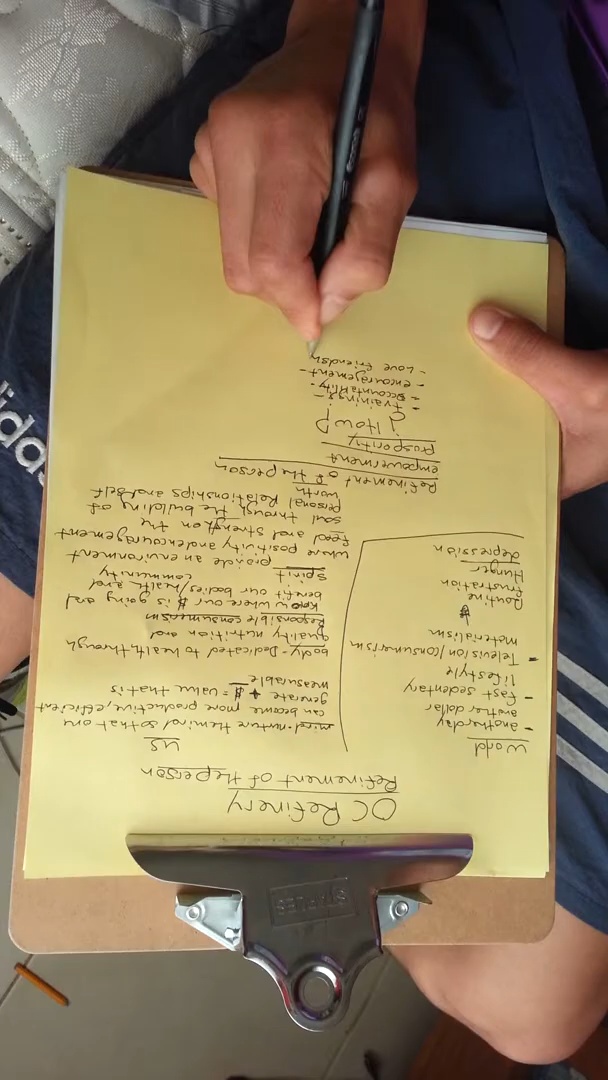 OC Refinery
Refinement of the person
World
- another day
another dollar
- fast sedentary
lifestyle
- Television/consumerism
materialism
$
Routine
frustration
Hunger
depression
US
mind-nurture the mind so that one
can become more productive, efficient
generate + $ = value that is
measurable
body - Dedicated to health through
quality nutrition and
Responsible consumerism
know where our $ is going and
benefit our bodies/health and
community
spirit
provide an environment
where positivity and encouragement
feed and strengthen the
soul through the building of
personal Relationships and self
worth
Refinement of the person
empowerment
Prosperity
¿How?
- trainings -
- accountability -
- encouragement -
- Love friendsh
STAPLES
didas